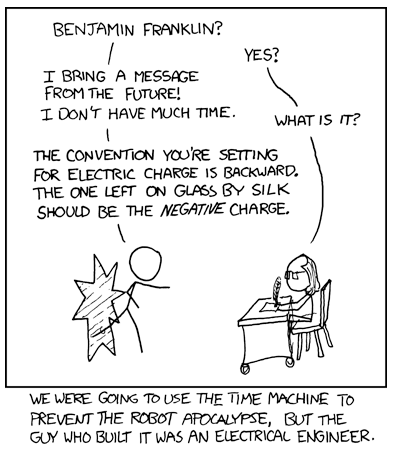 BENJAMIN FRANKLIN?
YES?
I BRING A MESSAGE
FROM THE FUTURE!
I DON'T HAVE MUCH TIME.
WHAT IS IT?
THE CONVENTION YOU'RE SETTING
FOR ELECTRIC CHARGE IS BACKWARD.
THE ONE LEFT ON GLASS BY SILK
SHOULD BE THE NEGATIVE CHARGE.
WE WERE GOING TO USE THE TIME MACHINE TO
PREVENT THE ROBOT APOCALYPSE, BUT THE
GUY WHO BUILT IT WAS AN ELECTRICAL ENGINEER.